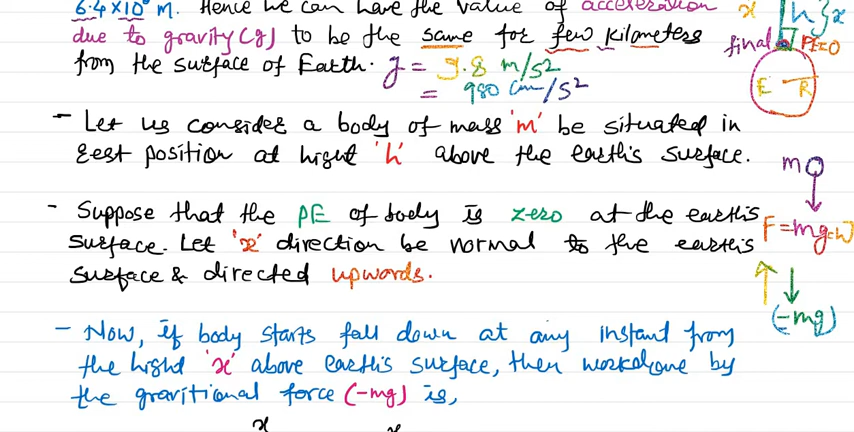 6.4 × 10⁶ m. Hence we can have the value of acceleration
due to gravity (g) to be the same for few kilometers
from the surface of Earth. g = 9.8 m/s²
= 980 cm/s²
x
h
x
final
PE=0
E R
- Let us consider a body of mass 'm' be situated in
rest position at hight 'h' above the earth's surface.
m
- Suppose that the PE of body is zero at the earth's
surface. Let 'x' direction be normal to the earth's
surface & directed upwards.
F = mg = W
(-mg)
- Now, if body starts fall down at any instant from
the hight 'x' above earth's surface, then workdone by
the gravitional force (-mg) is,
x
x